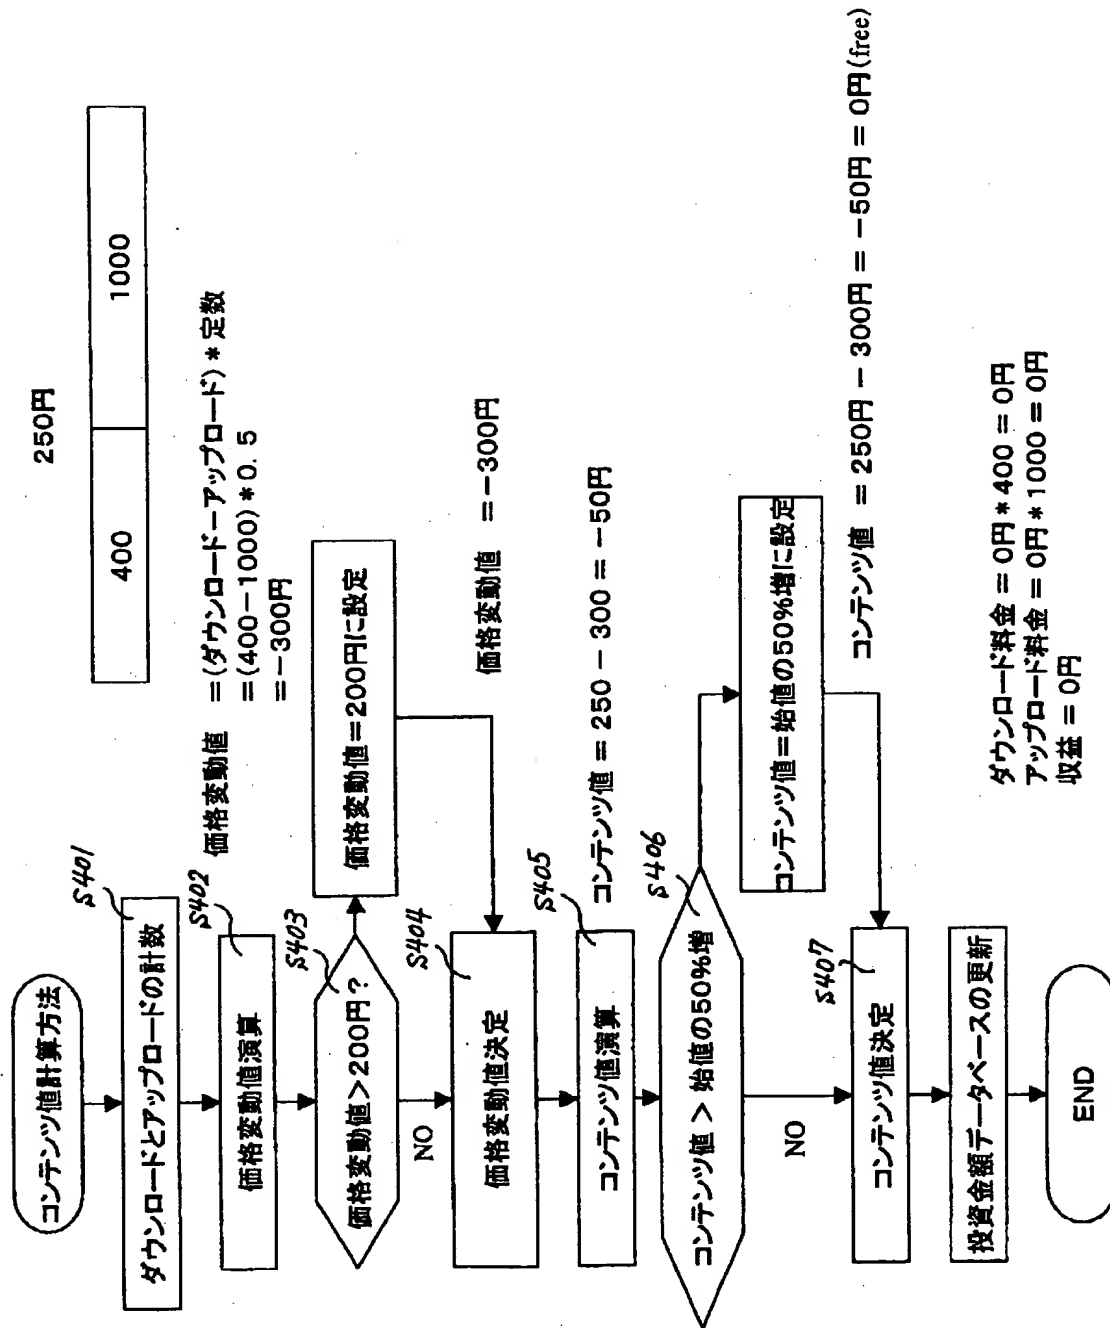 コンテンツ値計算方法
250円
400
1000
S401
ダウンロードとアップロードの計数
S402
価格変動値演算
価格変動値 =(ダウンロードーアップロード)*定数
=(400-1000)*0.5
=-300円
S403
価格変動値>200円?
価格変動値=200円に設定
NO
S404
価格変動値決定
価格変動値 =-300円
S405
コンテンツ値演算
コンテンツ値 = 250 - 300 = -50円
S406
コンテンツ値 > 始値の50%増
コンテンツ値=始値の50%増に設定
NO
S407
コンテンツ値決定
コンテンツ値 = 250円 - 300円 = -50円 = 0円(free)
投資金額データベースの更新
ダウンロード料金 = 0円*400 = 0円
アップロード料金 = 0円*1000 = 0円
収益 = 0円
END